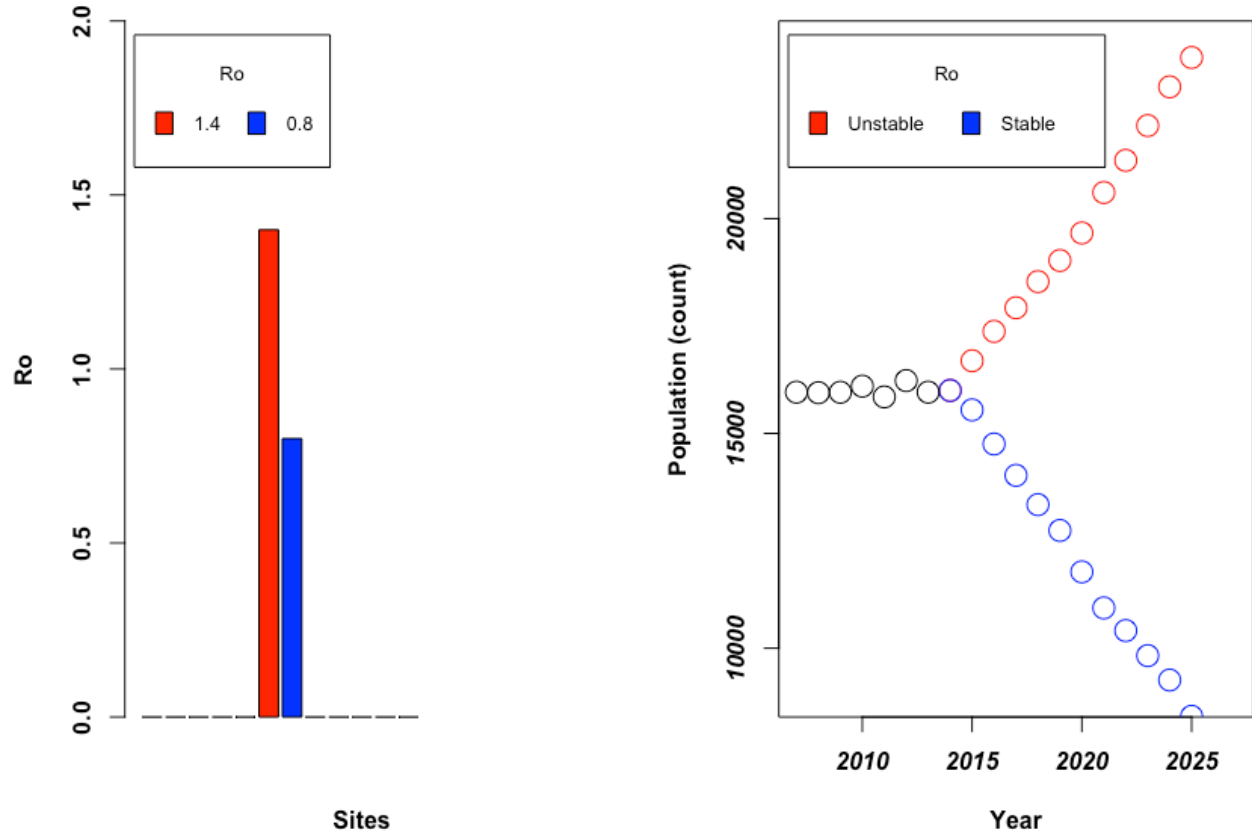 Ro
1.4 0.8
2.0
1.5
1.0
0.5
0.0
Ro
Sites
Ro
Unstable Stable
20000
15000
10000
Population (count)
2010 2015 2020 2025
Year